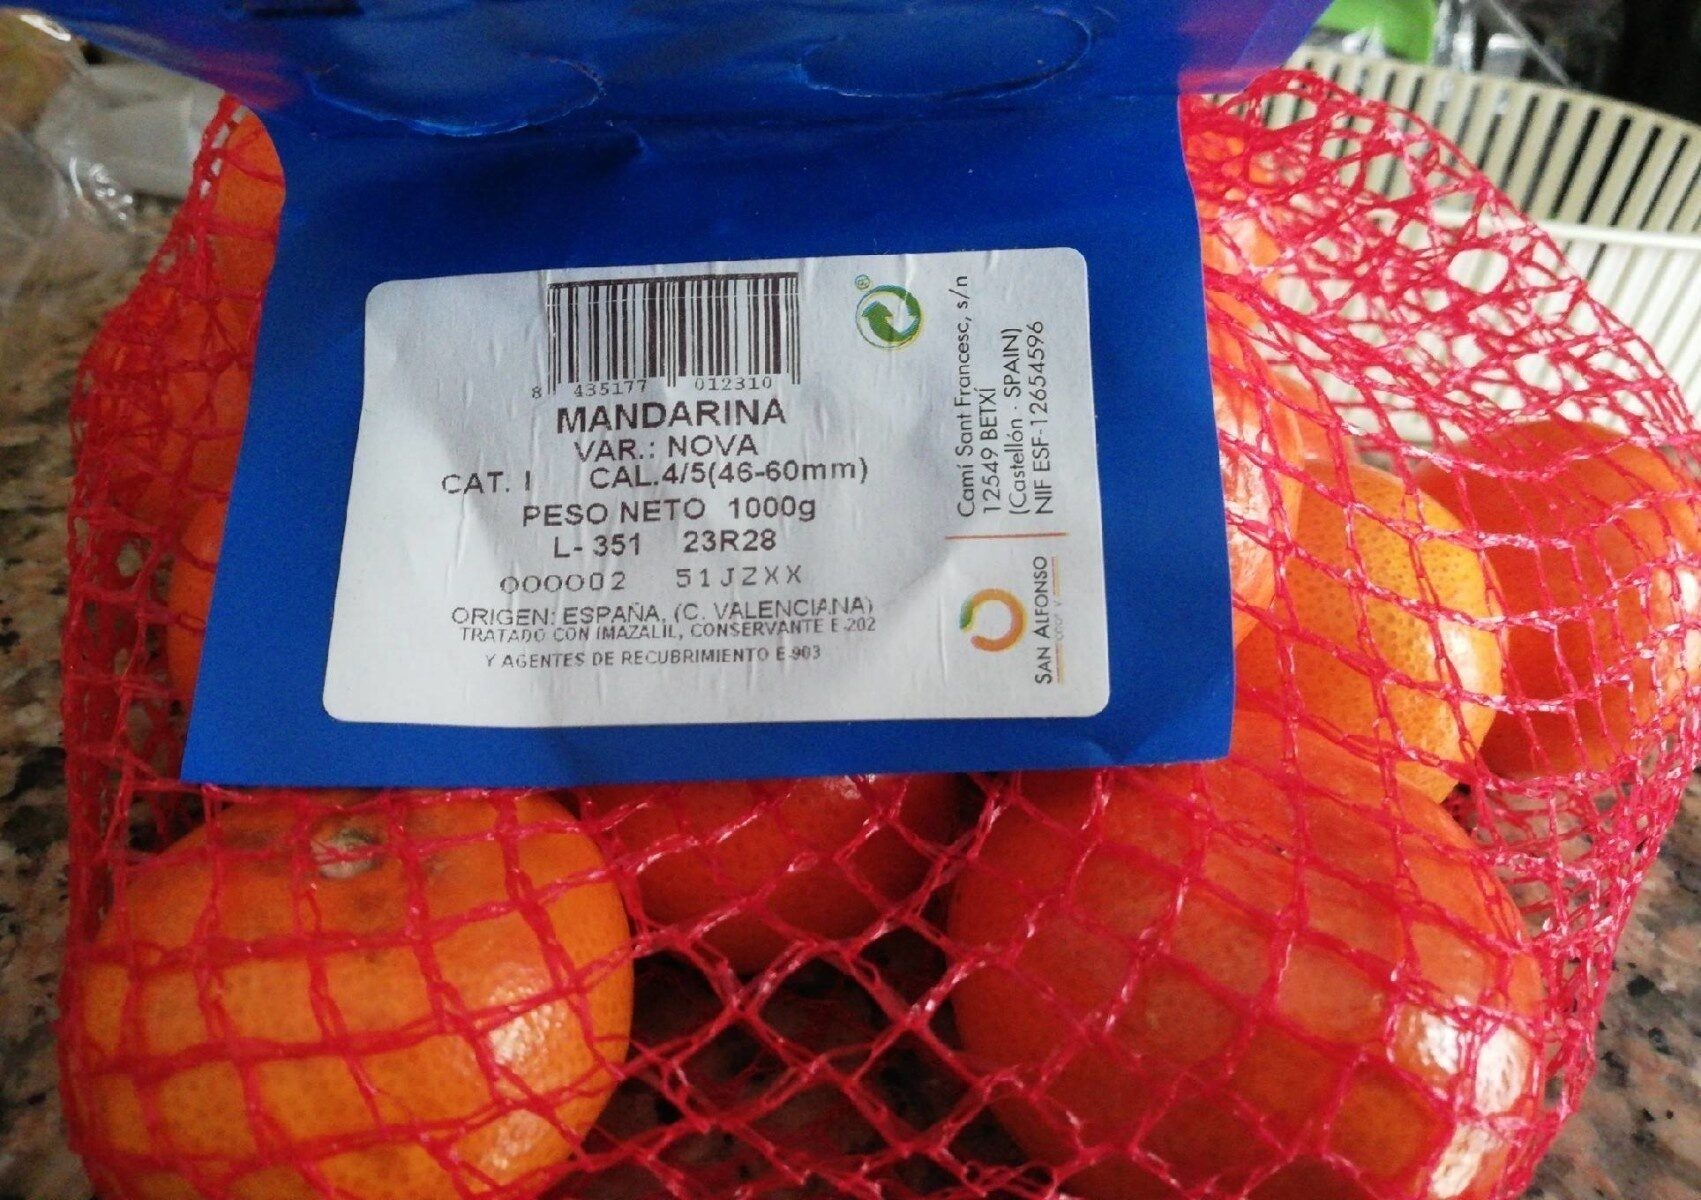 8 435177 012310
MANDARINA
VAR.: NOVA
CAT. I CAL.4/5(46-60mm)
PESO NETO 1000g
L- 351 23R28
000002 51JZXX
ORIGEN: ESPAÑA, (C. VALENCIANA)
TRATADO CON IMAZALIL, CONSERVANTE E-202
Y AGENTES DE RECUBRIMIENTO E-903
®
Camí Sant Francesc, s/n
12549 BETXÍ
(Castellón · SPAIN)
NIF ESF-12654596
SAN ALFONSO